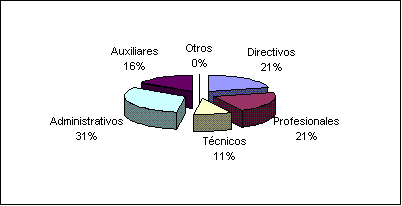 Otros
0%
Directivos
21%
Profesionales
21%
Técnicos
11%
Administrativos
31%
Auxiliares
16%